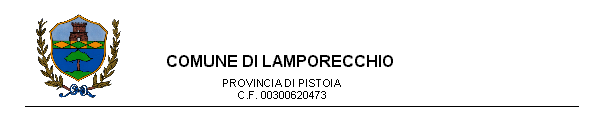 COMUNE DI LAMPORECCHIO
PROVINCIA DI PISTOIA
C.F. 00300620473